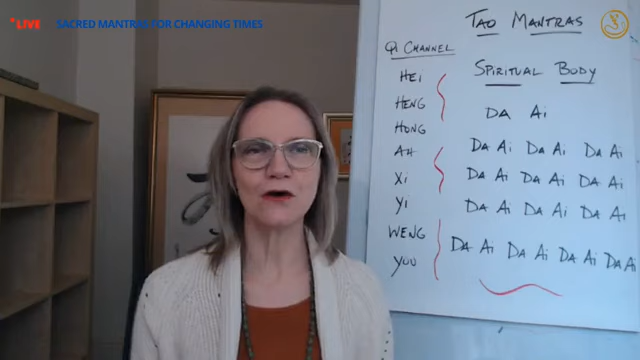 LIVE SACRED MANTRAS FOR CHANGING TIMES
TAO MANTRAS
QI CHANNEL
SPIRITUAL BODY
HEI
HENG
HONG
AH
XI
YI
WENG
YOU
DA Ai
DA Ai DA Ai DA Ai
DA Ai DA Ai DA Ai
DA Ai DA Ai DA Ai
DA Ai DA Ai DA Ai DA Ai